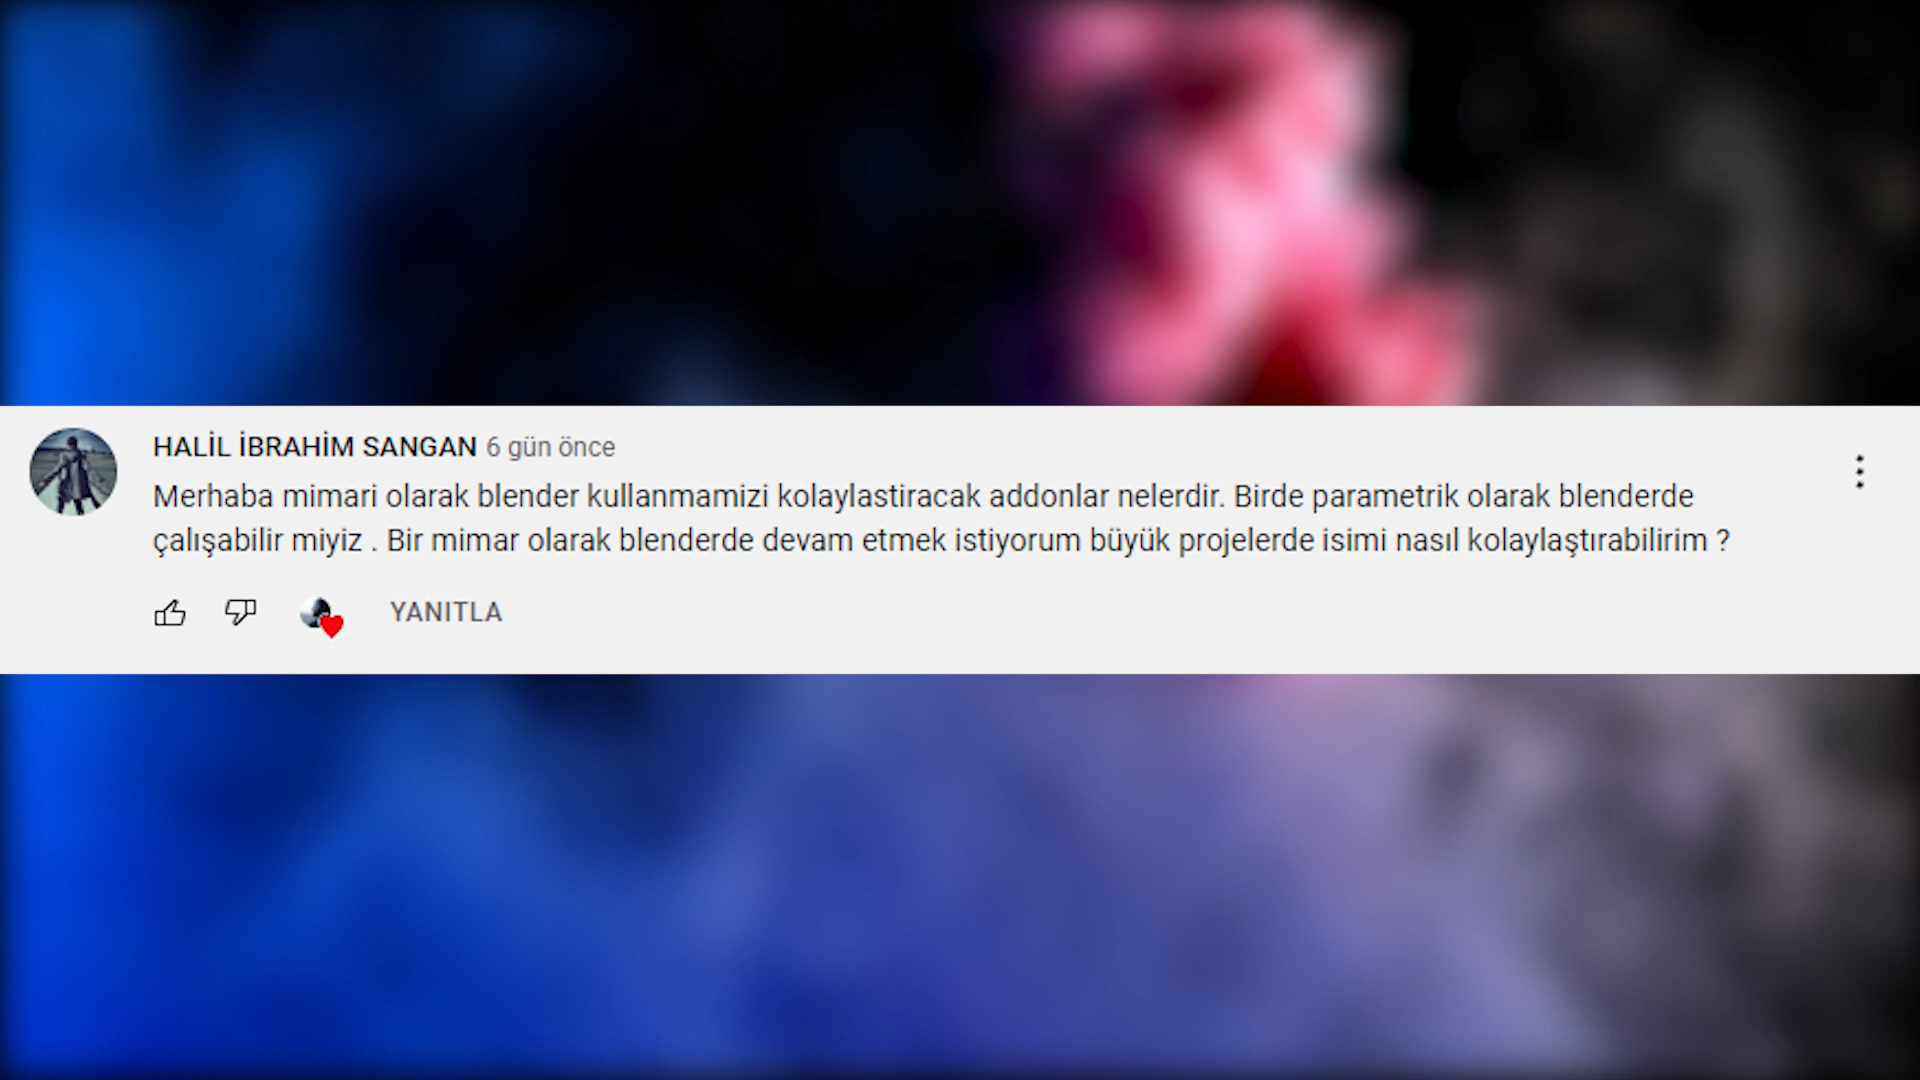 HALİL İBRAHİM SANGAN 6 gün önce
Merhaba mimari olarak blender kullanmamizi kolaylastiracak addonlar nelerdir. Birde parametrik olarak blenderde
çalışabilir miyiz . Bir mimar olarak blenderde devam etmek istiyorum büyük projelerde isimi nasıl kolaylaştırabilirim ?
YANITLA